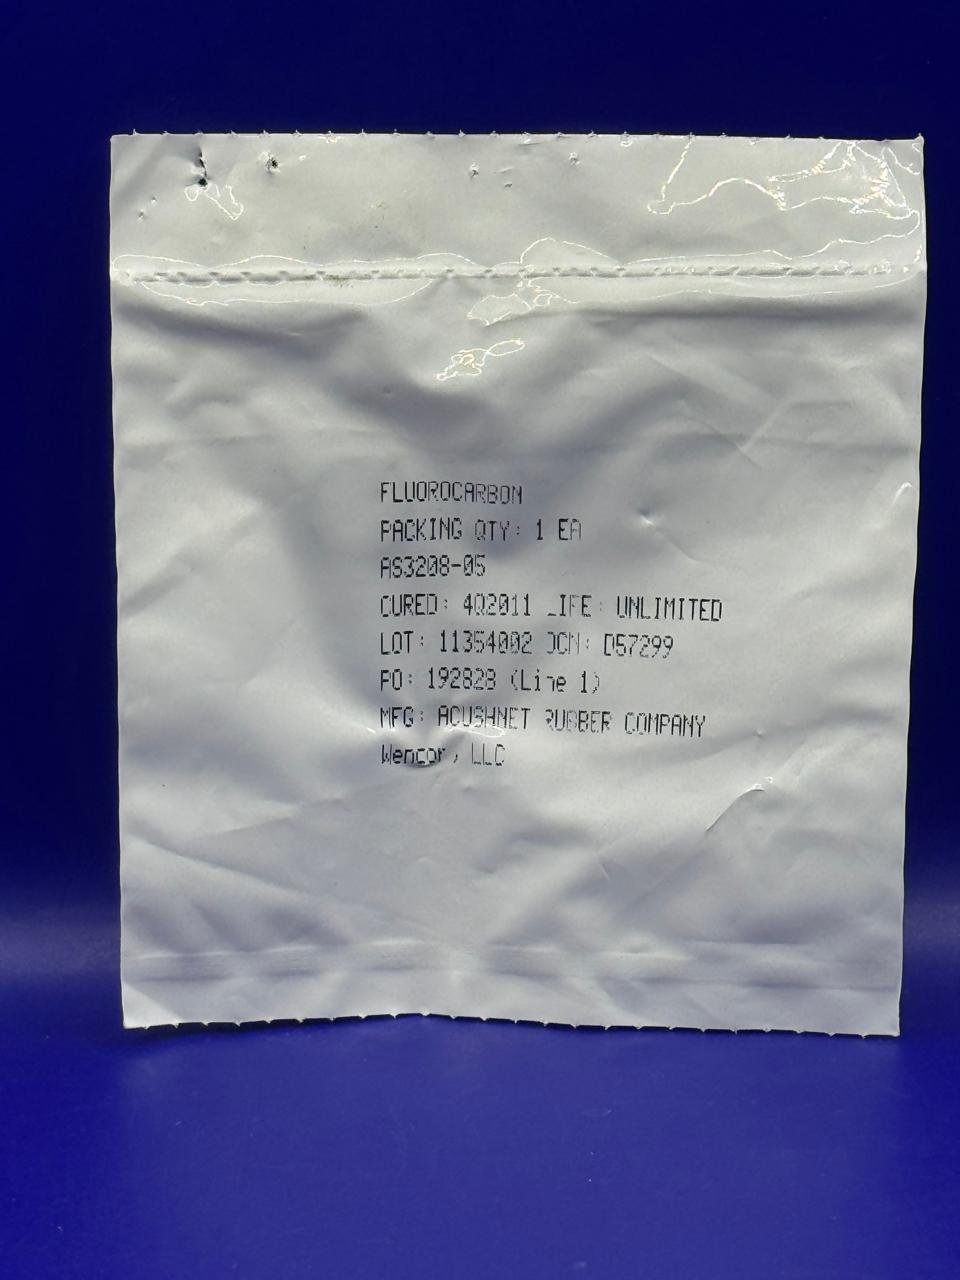 FLUOROCARBON
PACKING QTY: 1 EA
AS3208-05
CURED: 4Q2011 LIFE: UNLIMITED
LOT: 11354002 DCN: D57299
PO: 192828 (Line 1)
MFG: ACUSHNET RUBBER COMPANY
Wencor, LLC